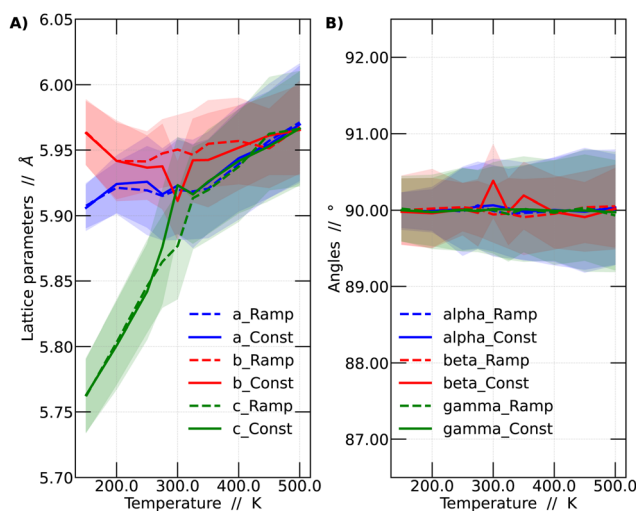 A)
B)
6.05
6.00
5.95
5.90
5.85
5.80
5.75
5.70
Lattice parameters // Å
200.0 300.0 400.0 500.0
Temperature // K
a_Ramp
a_Const
b_Ramp
b_Const
c_Ramp
c_Const
92.00
91.00
90.00
89.00
88.00
87.00
Angles // °
200.0 300.0 400.0 500.0
Temperature // K
alpha_Ramp
alpha_Const
beta_Ramp
beta_Const
gamma_Ramp
gamma_Const